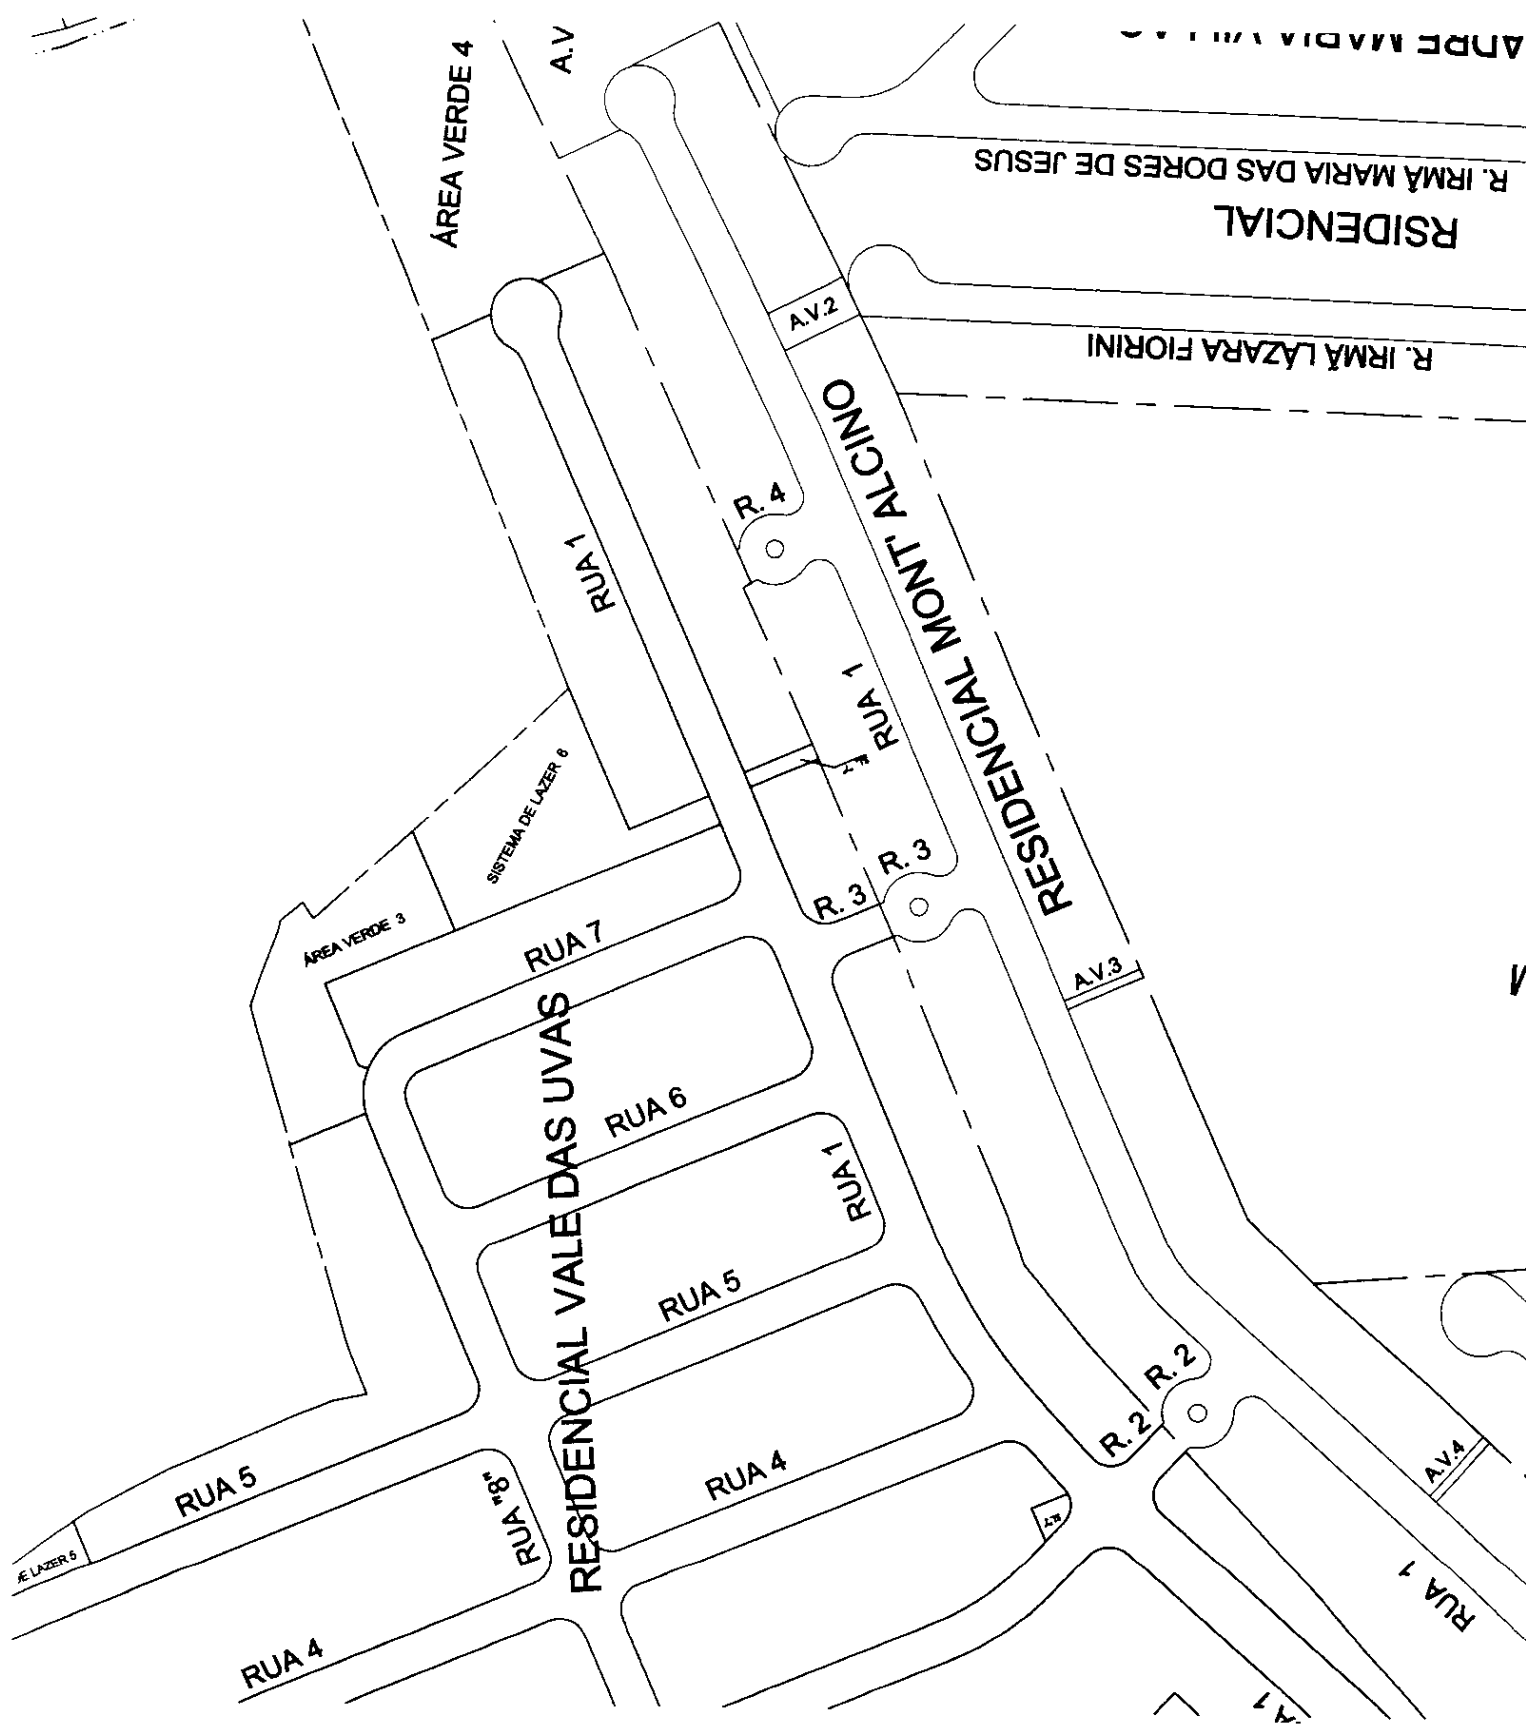 ÁREA VERDE 4
A.V
R. IRMÃ MARIA DAS DORES DE JESUS
RSIDENCIAL
A.V.2
R. IRMÃ LÁZARA FIORINI
RESIDENCIAL MONT' ALCINO
R. 4
RUA 1
RUA 1
SISTEMA DE LAZER 6
R. 3
R. 3
ÁREA VERDE 3
RUA 7
A.V.3
RESIDENCIAL VALE DAS UVAS
RUA 6
RUA 1
RUA 5
R. 2
R. 2
RUA 4
RUA 5
RUA "8"
A.V.4
LAZER 5
RUA 1
RUA 4